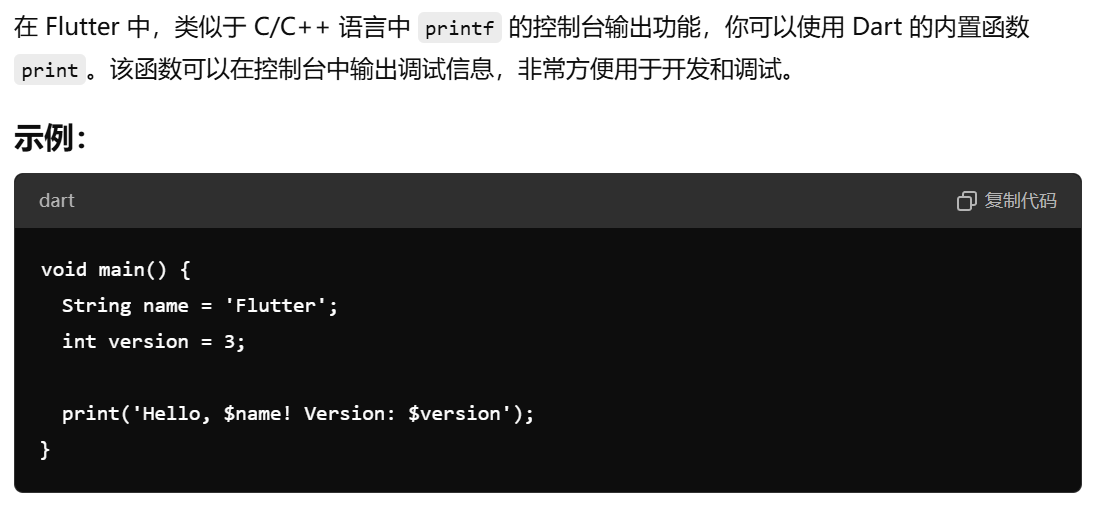 在 Flutter 中，类似于 C/C++ 语言中 printf 的控制台输出功能，你可以使用 Dart 的内置函数
print。该函数可以在控制台中输出调试信息，非常方便用于开发和调试。
示例：
dart 复制代码
void main() {
  String name = 'Flutter';
  int version = 3;

  print('Hello, $name! Version: $version');
}